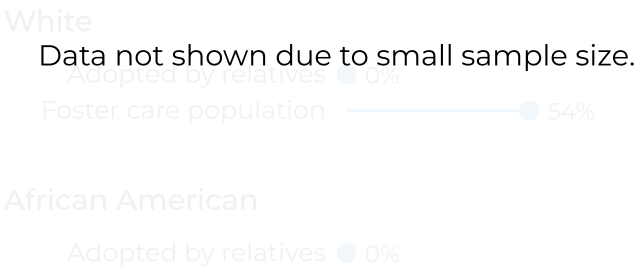 White
Data not shown due to small sample size.
Adopted by relatives 0%
Foster care population 54%
African American
Adopted by relatives 0%